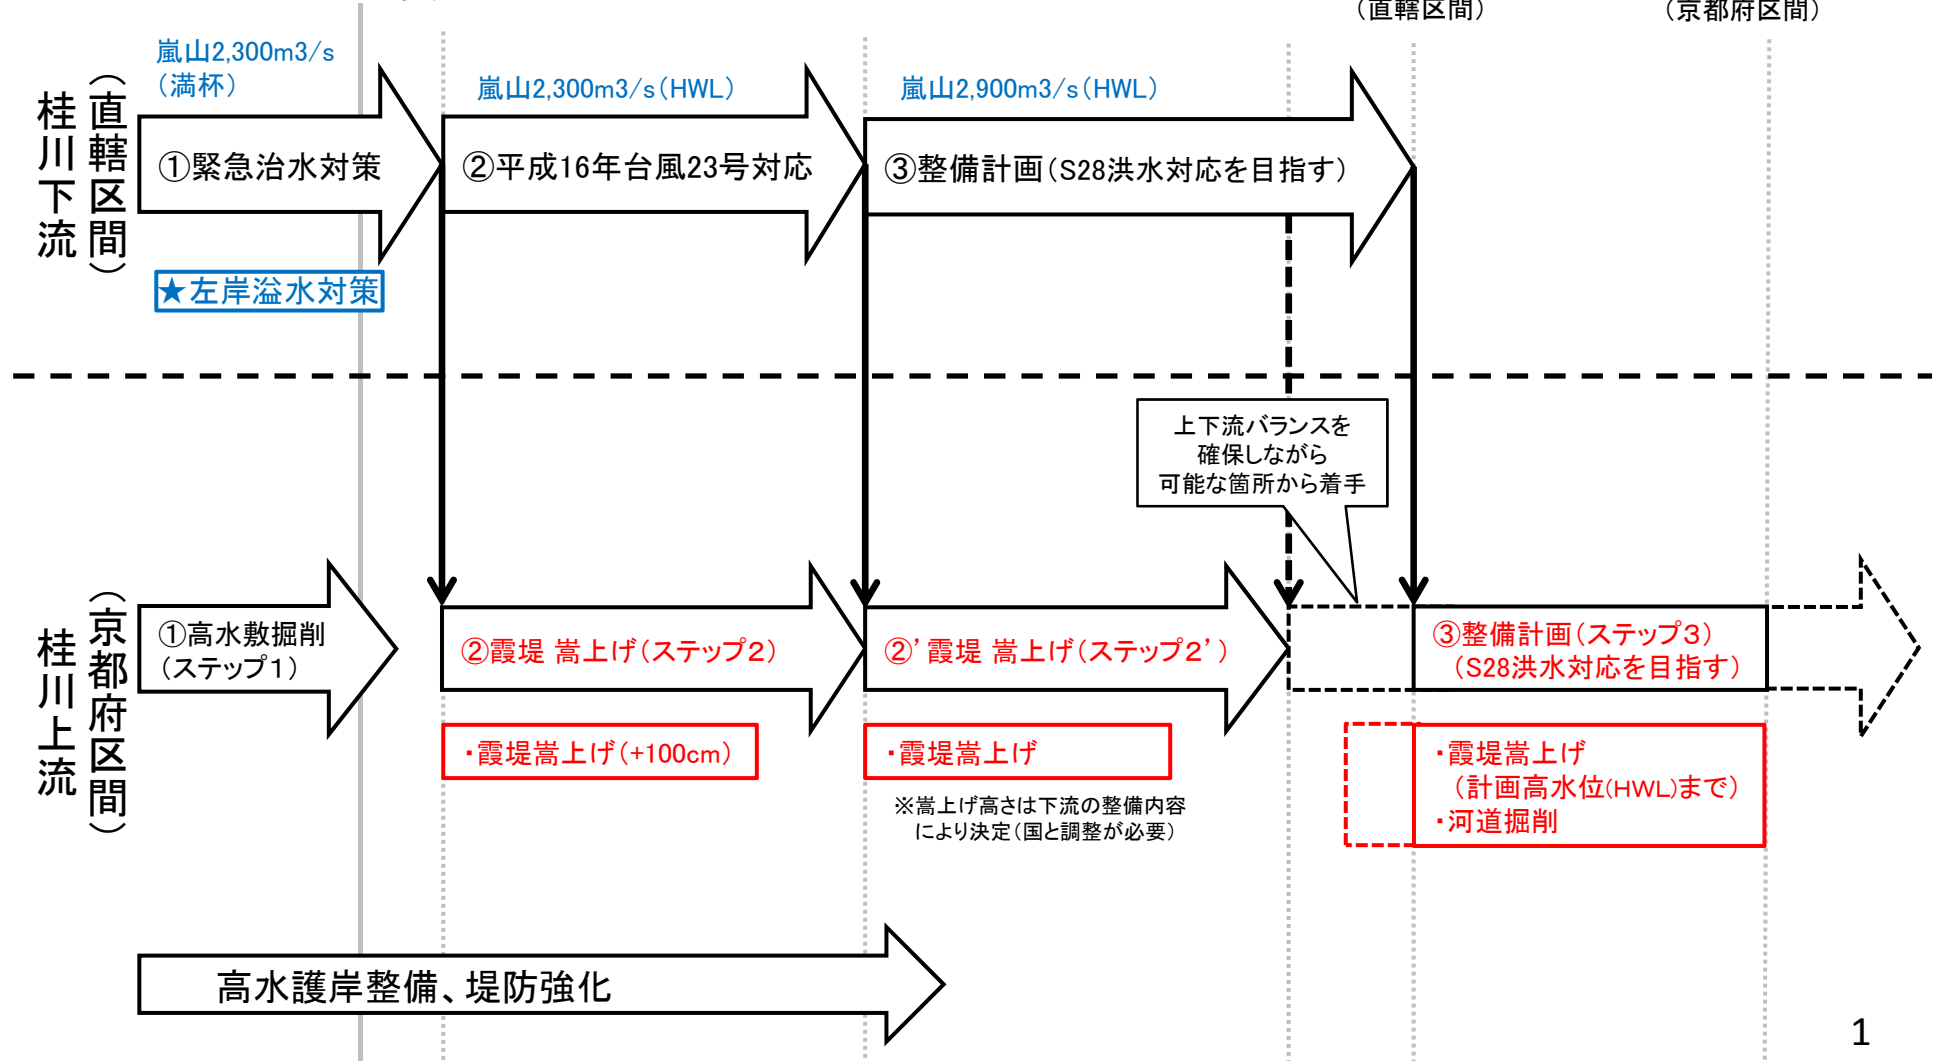 (直轄区間)
(京都府区間)
嵐山2,300m3/s
(満杯)
嵐山2,300m3/s(HWL)
嵐山2,900m3/s(HWL)
桂川下流
(直轄区間)
①緊急治水対策
②平成16年台風23号対応
③整備計画(S28洪水対応を目指す)
★左岸溢水対策
上下流バランスを
確保しながら
可能な箇所から着手
桂川上流
(京都府区間)
①高水敷掘削
(ステップ1)
②霞堤 嵩上げ(ステップ2)
②’霞堤 嵩上げ(ステップ2’)
③整備計画(ステップ3)
(S28洪水対応を目指す)
・霞堤嵩上げ(+100cm)
・霞堤嵩上げ
※嵩上げ高さは下流の整備内容
により決定(国と調整が必要)
・霞堤嵩上げ
(計画高水位(HWL)まで)
・河道掘削
高水護岸整備、堤防強化
1